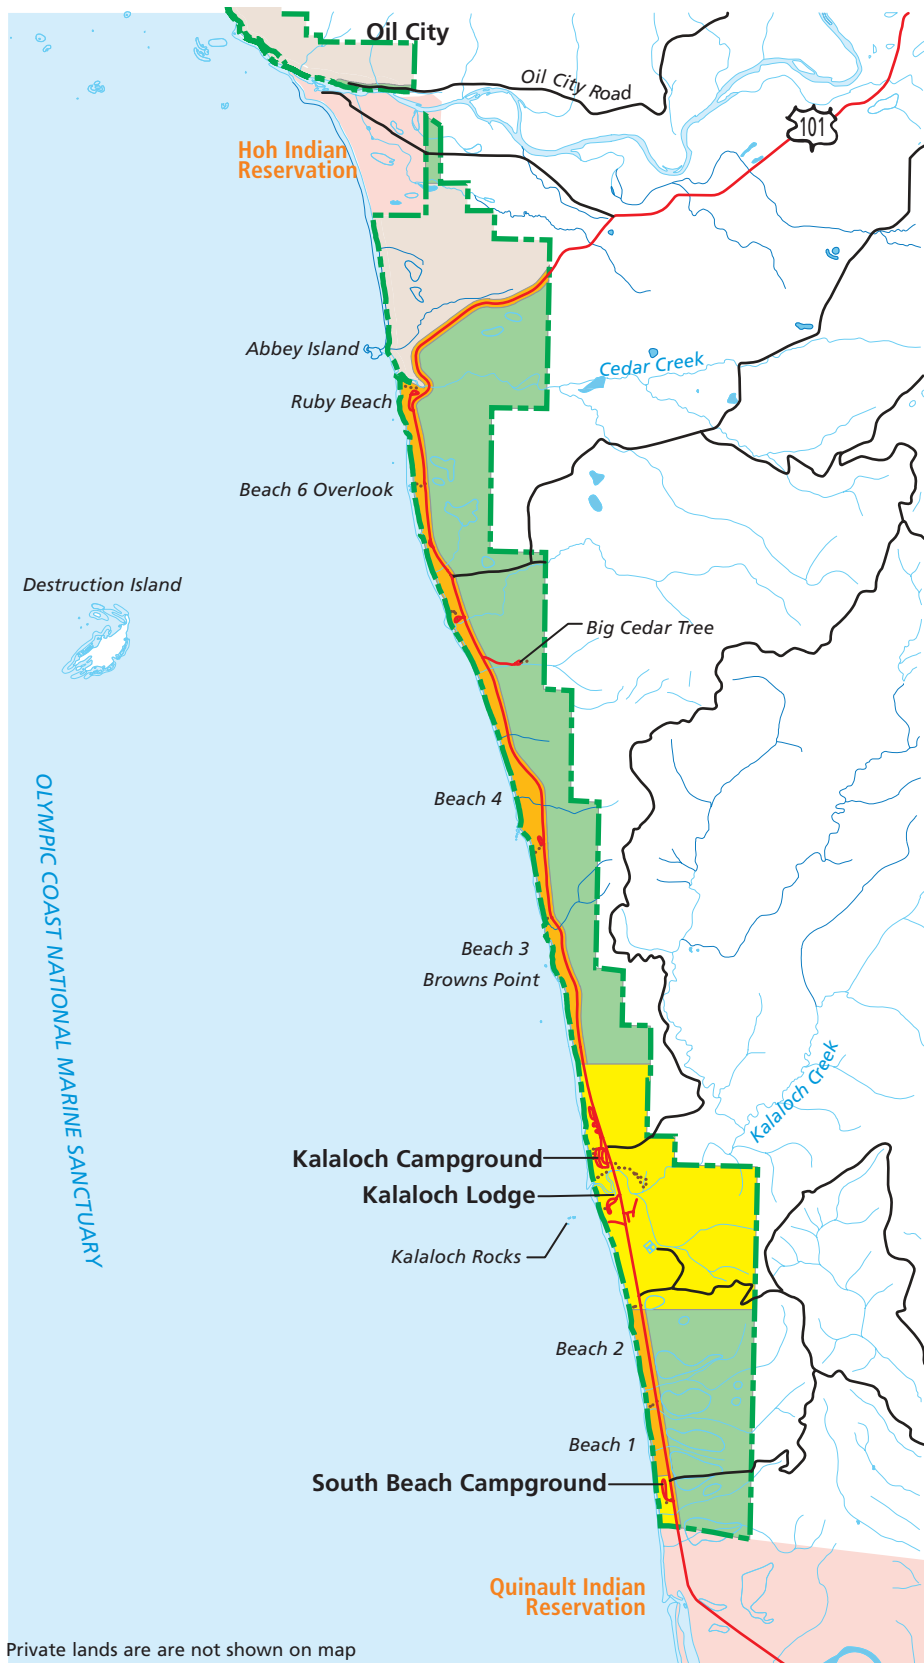 Oil City
Oil City Road
101
Hoh Indian
Reservation
Abbey Island
Cedar Creek
Ruby Beach
Beach 6 Overlook
Destruction Island
Big Cedar Tree
OLYMPIC COAST NATIONAL MARINE SANCTUARY
Beach 4
Beach 3
Browns Point
Kalaloch Creek
Kalaloch Campground
Kalaloch Lodge
Kalaloch Rocks
Beach 2
Beach 1
South Beach Campground
Quinault Indian
Reservation
Private lands are are not shown on map